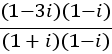 (1-3i)(1-i)
(1 + i)(1-i)